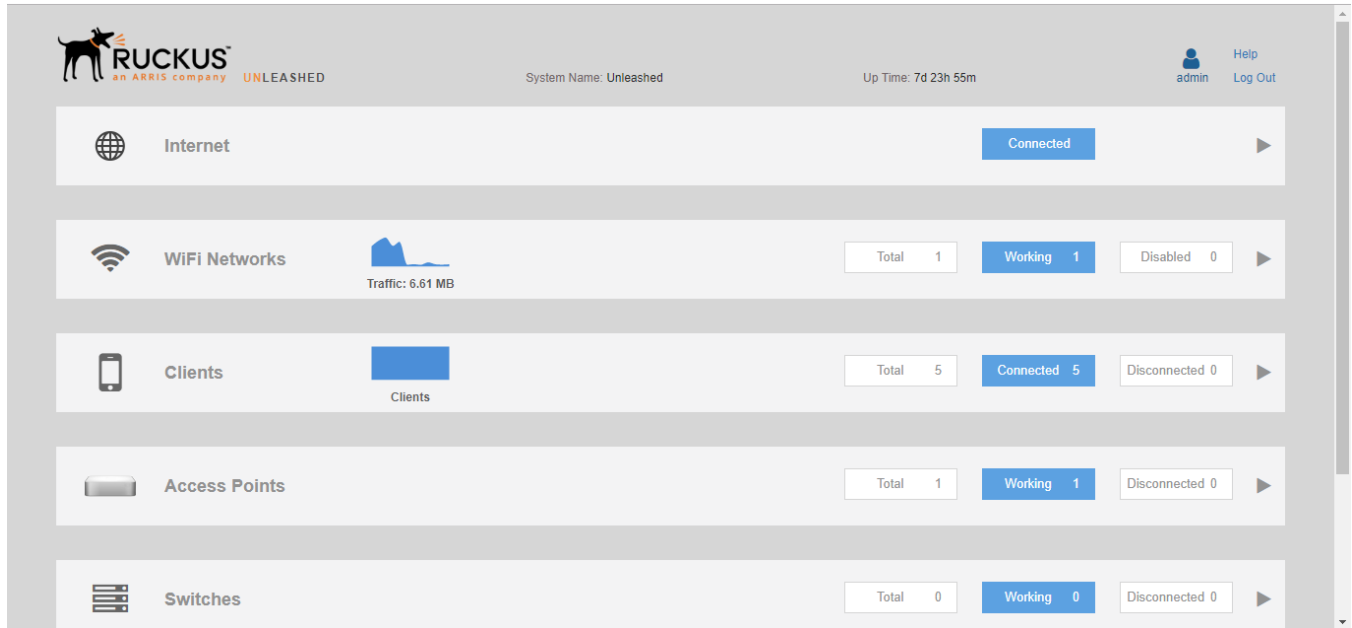 RUCKUS™
an ARRIS company UNLEASHED
System Name: Unleashed
Up Time: 7d 23h 55m
admin
Help
Log Out
Internet
Connected
WiFi Networks
Traffic: 6.61 MB
Total 1
Working 1
Disabled 0
Clients
Clients
Total 5
Connected 5
Disconnected 0
Access Points
Total 1
Working 1
Disconnected 0
Switches
Total 0
Working 0
Disconnected 0